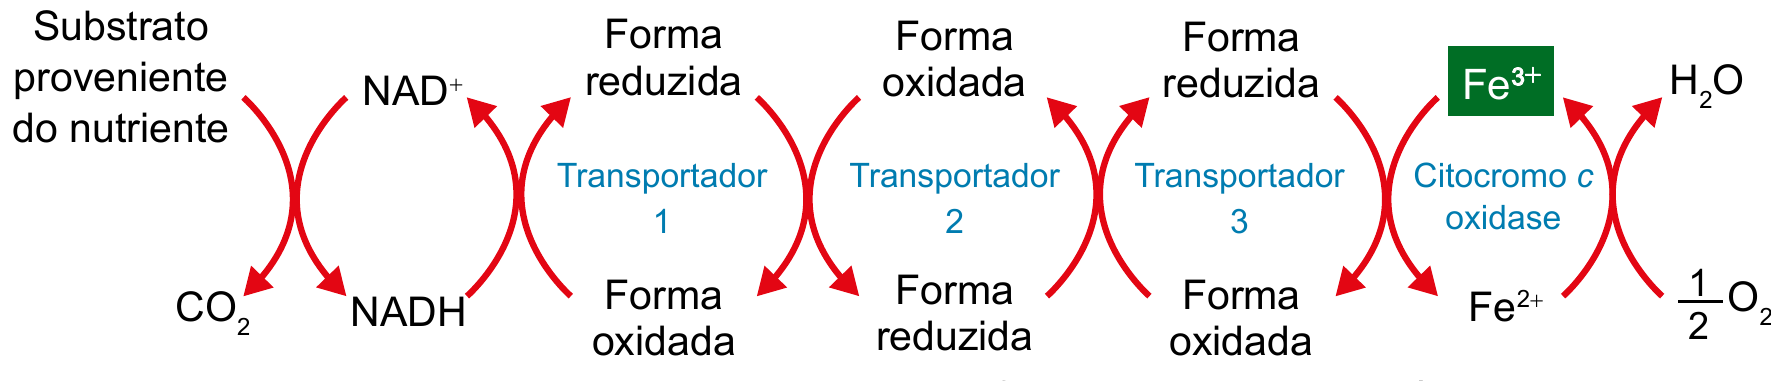 Substrato
proveniente
do nutriente
NAD⁺
Forma
reduzida
Forma
oxidada
Forma
reduzida
Fe³⁺
H₂O
Transportador
1
Transportador
2
Transportador
3
Citocromo c
oxidase
CO₂
NADH
Forma
oxidada
Forma
reduzida
Forma
oxidada
Fe²⁺
1/2 O₂